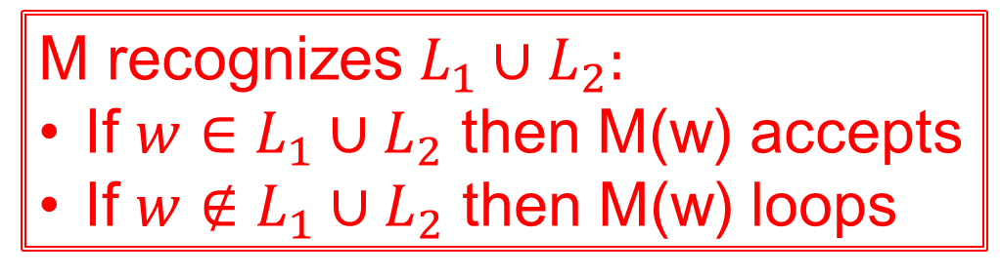 M recognizes 𝐿₁ ∪ 𝐿₂:
• If 𝑤 ∈ 𝐿₁ ∪ 𝐿₂ then M(w) accepts
• If 𝑤 ∉ 𝐿₁ ∪ 𝐿₂ then M(w) loops